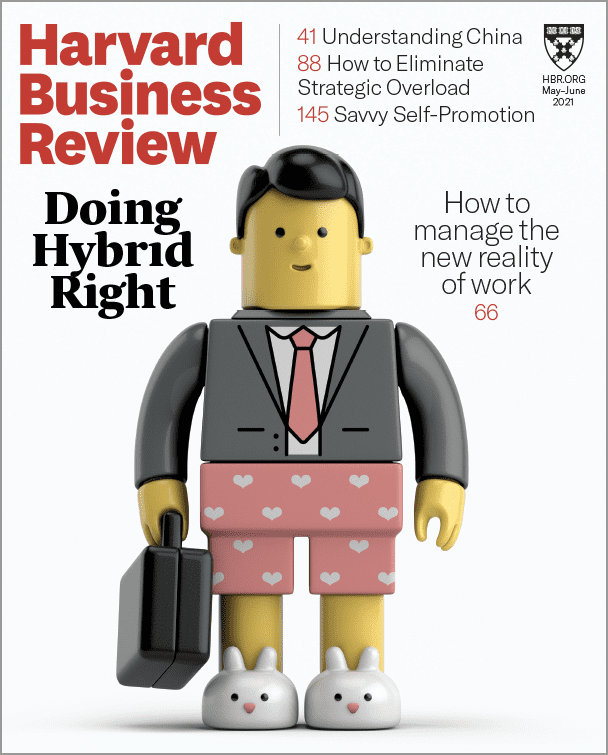 Harvard
Business
Review
41 Understanding China
88 How to Eliminate
Strategic Overload
145 Savvy Self-Promotion
HBR.ORG
May–June
2021
Doing
Hybrid
Right
How to
manage the
new reality
of work
66